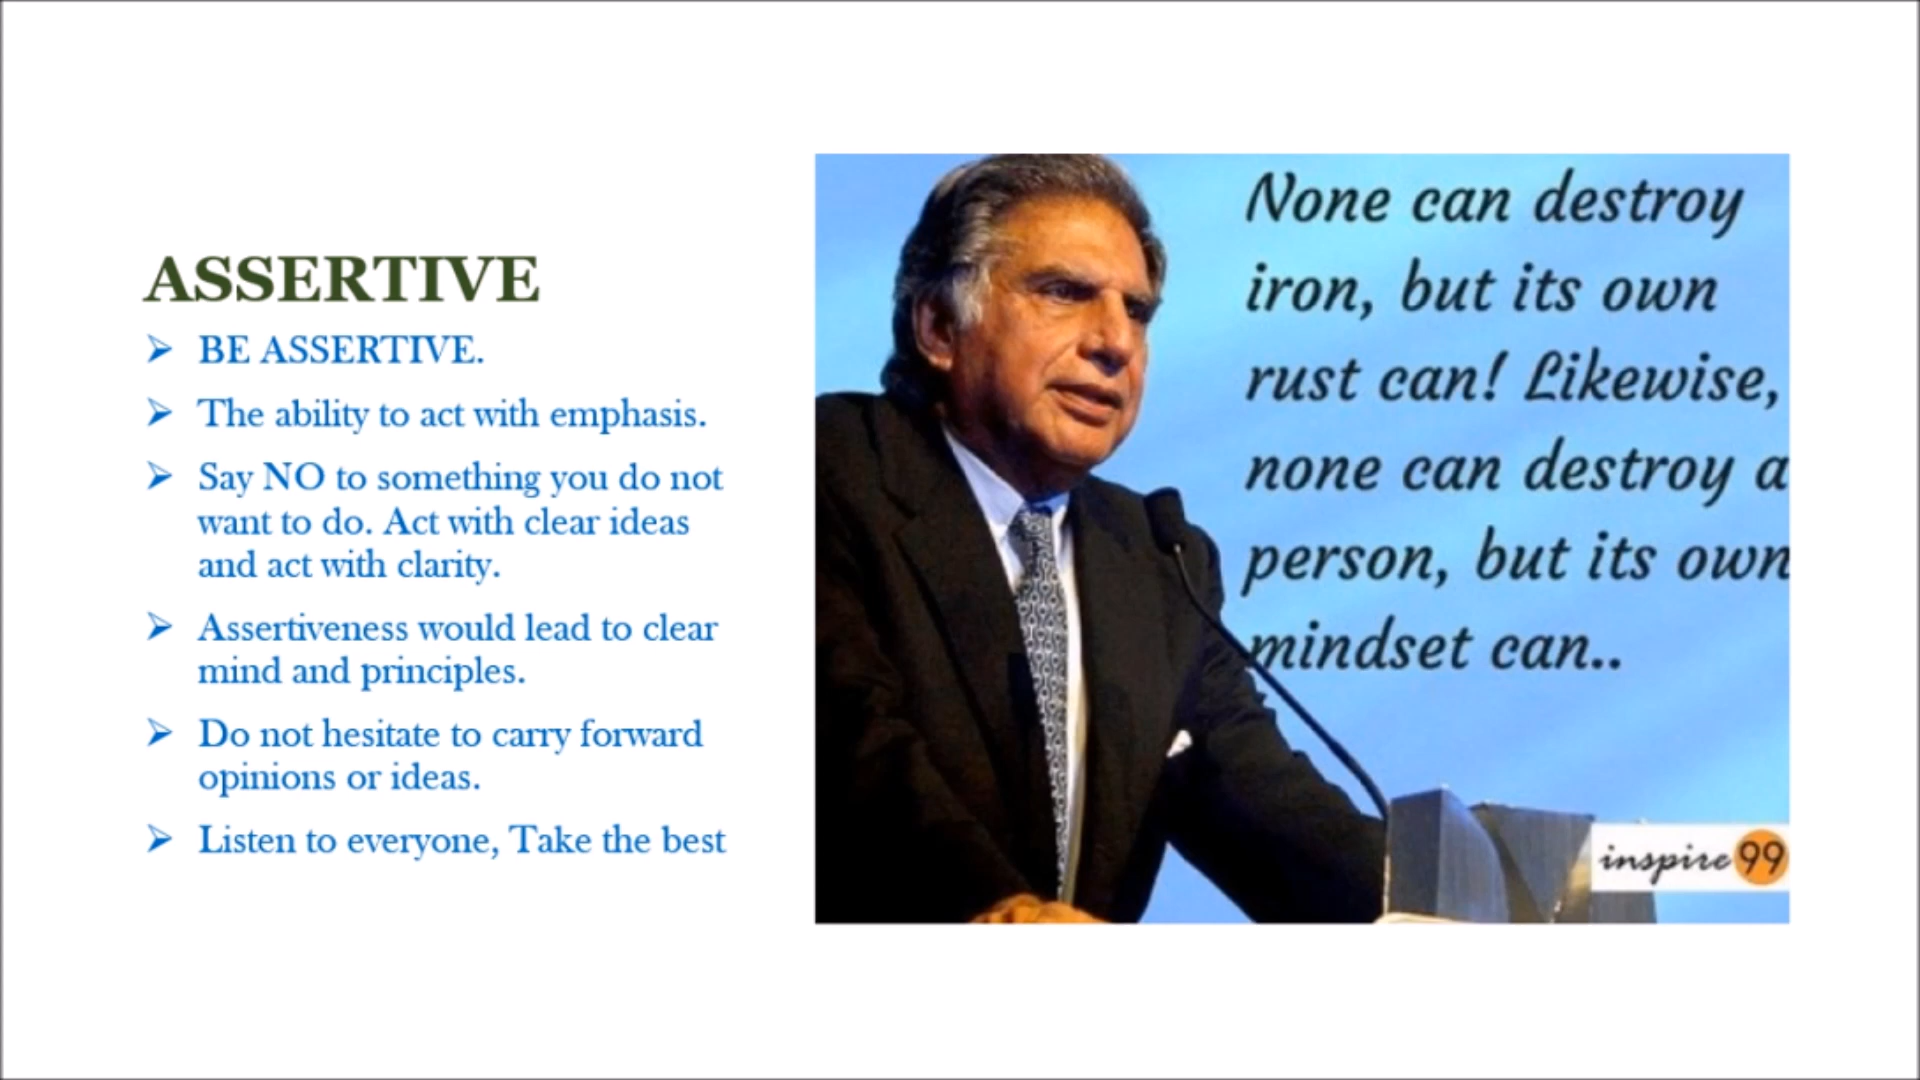 ASSERTIVE
BE ASSERTIVE.
The ability to act with emphasis.
Say NO to something you do not
want to do. Act with clear ideas
and act with clarity.
Assertiveness would lead to clear
mind and principles.
Do not hesitate to carry forward
opinions or ideas.
Listen to everyone, Take the best
None can destroy
iron, but its own
rust can! Likewise,
none can destroy a
person, but its own
mindset can..
inspire99